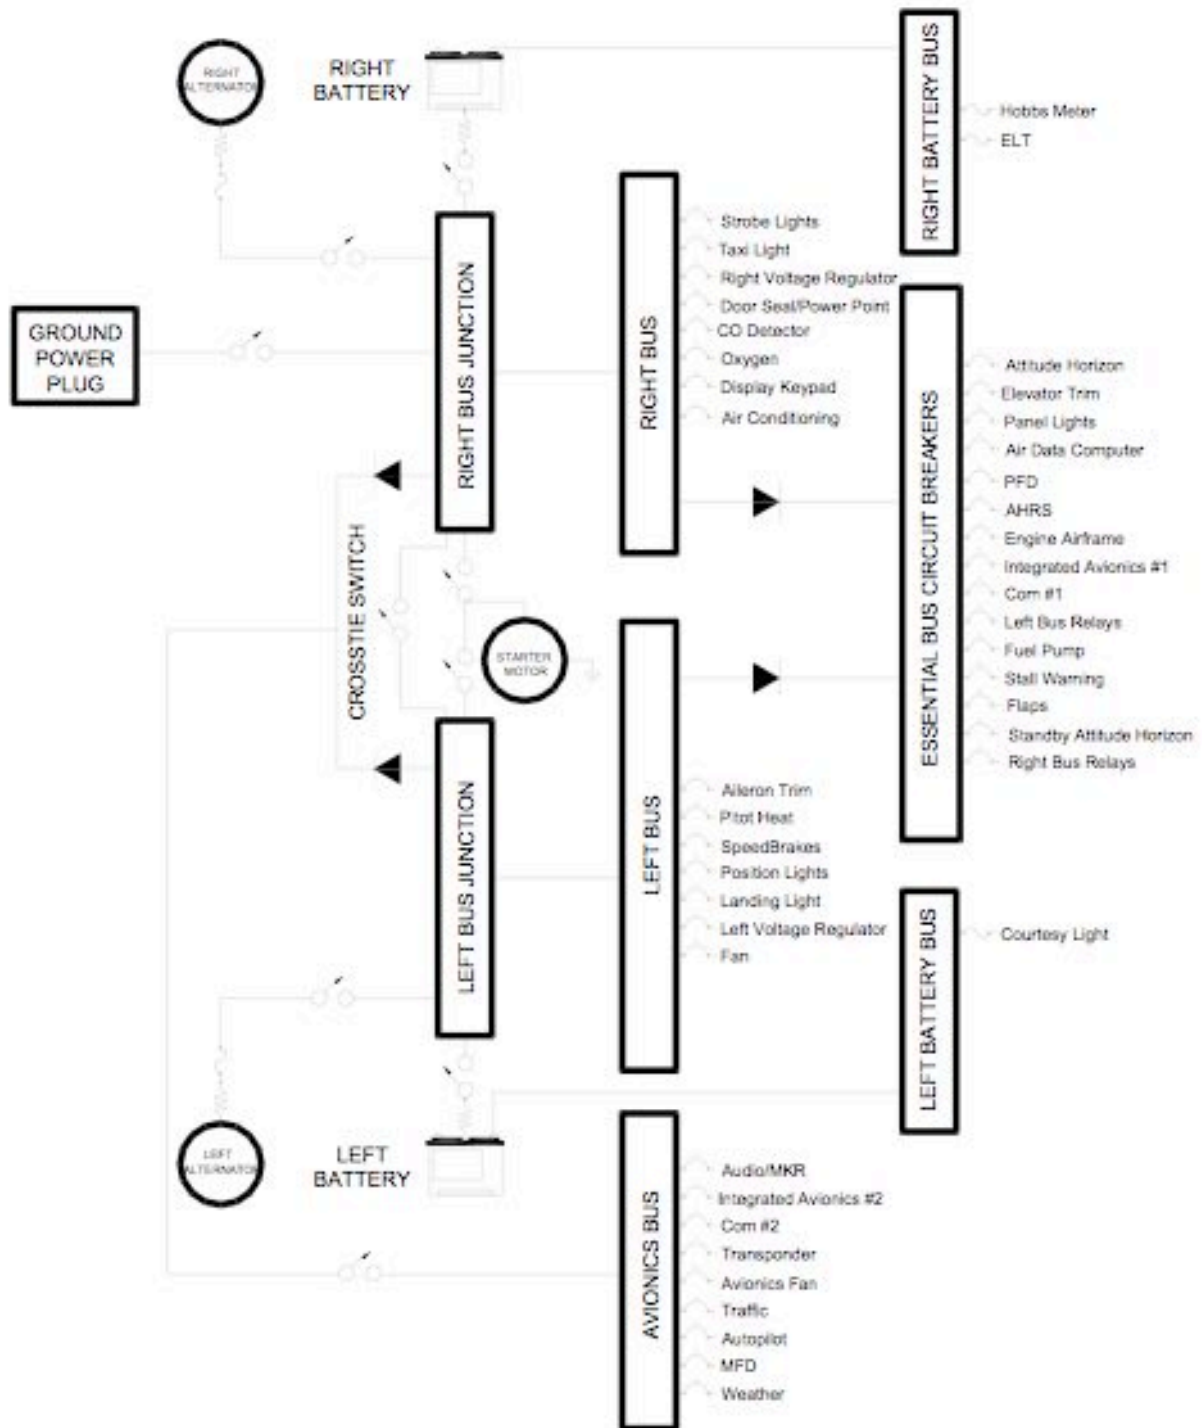 RIGHT
ALTERNATOR
RIGHT
BATTERY
RIGHT BATTERY BUS
Hobbs Meter
ELT
GROUND
POWER
PLUG
RIGHT BUS JUNCTION
RIGHT BUS
Strobe Lights
Taxi Light
Right Voltage Regulator
Door Seal/Power Point
CO Detector
Oxygen
Display Keypad
Air Conditioning
ESSENTIAL BUS CIRCUIT BREAKERS
Attitude Horizon
Elevator Trim
Panel Lights
Air Data Computer
PFD
AHRS
Engine Airframe
Integrated Avionics #1
Com #1
Left Bus Relays
Fuel Pump
Stall Warning
Flaps
Standby Attitude Horizon
Right Bus Relays
CROSSTIE SWITCH
STARTER
MOTOR
LEFT BUS JUNCTION
LEFT BUS
Aileron Trim
Pitot Heat
SpeedBrakes
Position Lights
Landing Light
Left Voltage Regulator
Fan
LEFT BATTERY BUS
Courtesy Light
LEFT
ALTERNATOR
LEFT
BATTERY
AVIONICS BUS
Audio/MKR
Integrated Avionics #2
Com #2
Transponder
Avionics Fan
Traffic
Autopilot
MFD
Weather